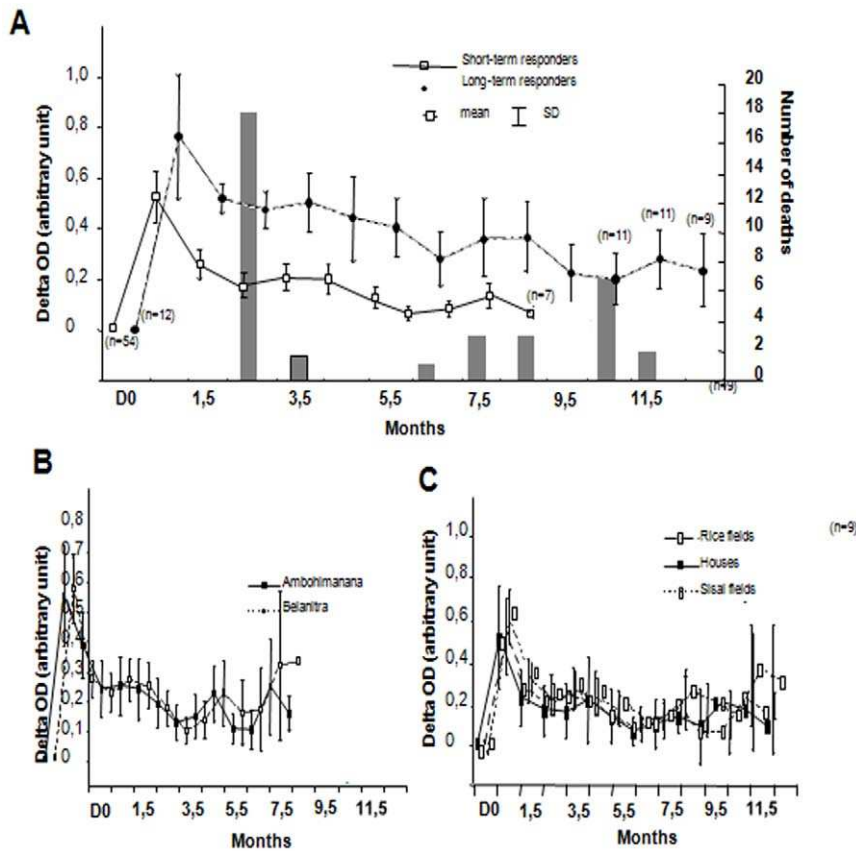 A
Short-term responders
Long-term responders
mean
SD
Delta OD (arbitrary unit)
1,0
0,8
0,6
0,4
0,2
0
Number of deaths
20
18
16
14
12
10
8
6
4
2
0
(n=54)
(n=12)
(n=7)
(n=11)
(n=11)
(n=9)
D0 1,5 3,5 5,5 7,5 9,5 11,5
Months
B
Delta OD (arbitrary unit)
0,8
0,7
0,6
0,5
0,4
0,3
0,2
0,1
0
Ambohimanana
Belanitra
D0 1,5 3,5 5,5 7,5 9,5 11,5
Months
C
Delta OD (arbitrary unit)
1,0
0,8
0,6
0,4
0,2
0
Rice fields
Houses
Sisal fields
(n=9)
D0 1,5 3,5 5,5 7,5 9,5 11,5
Months